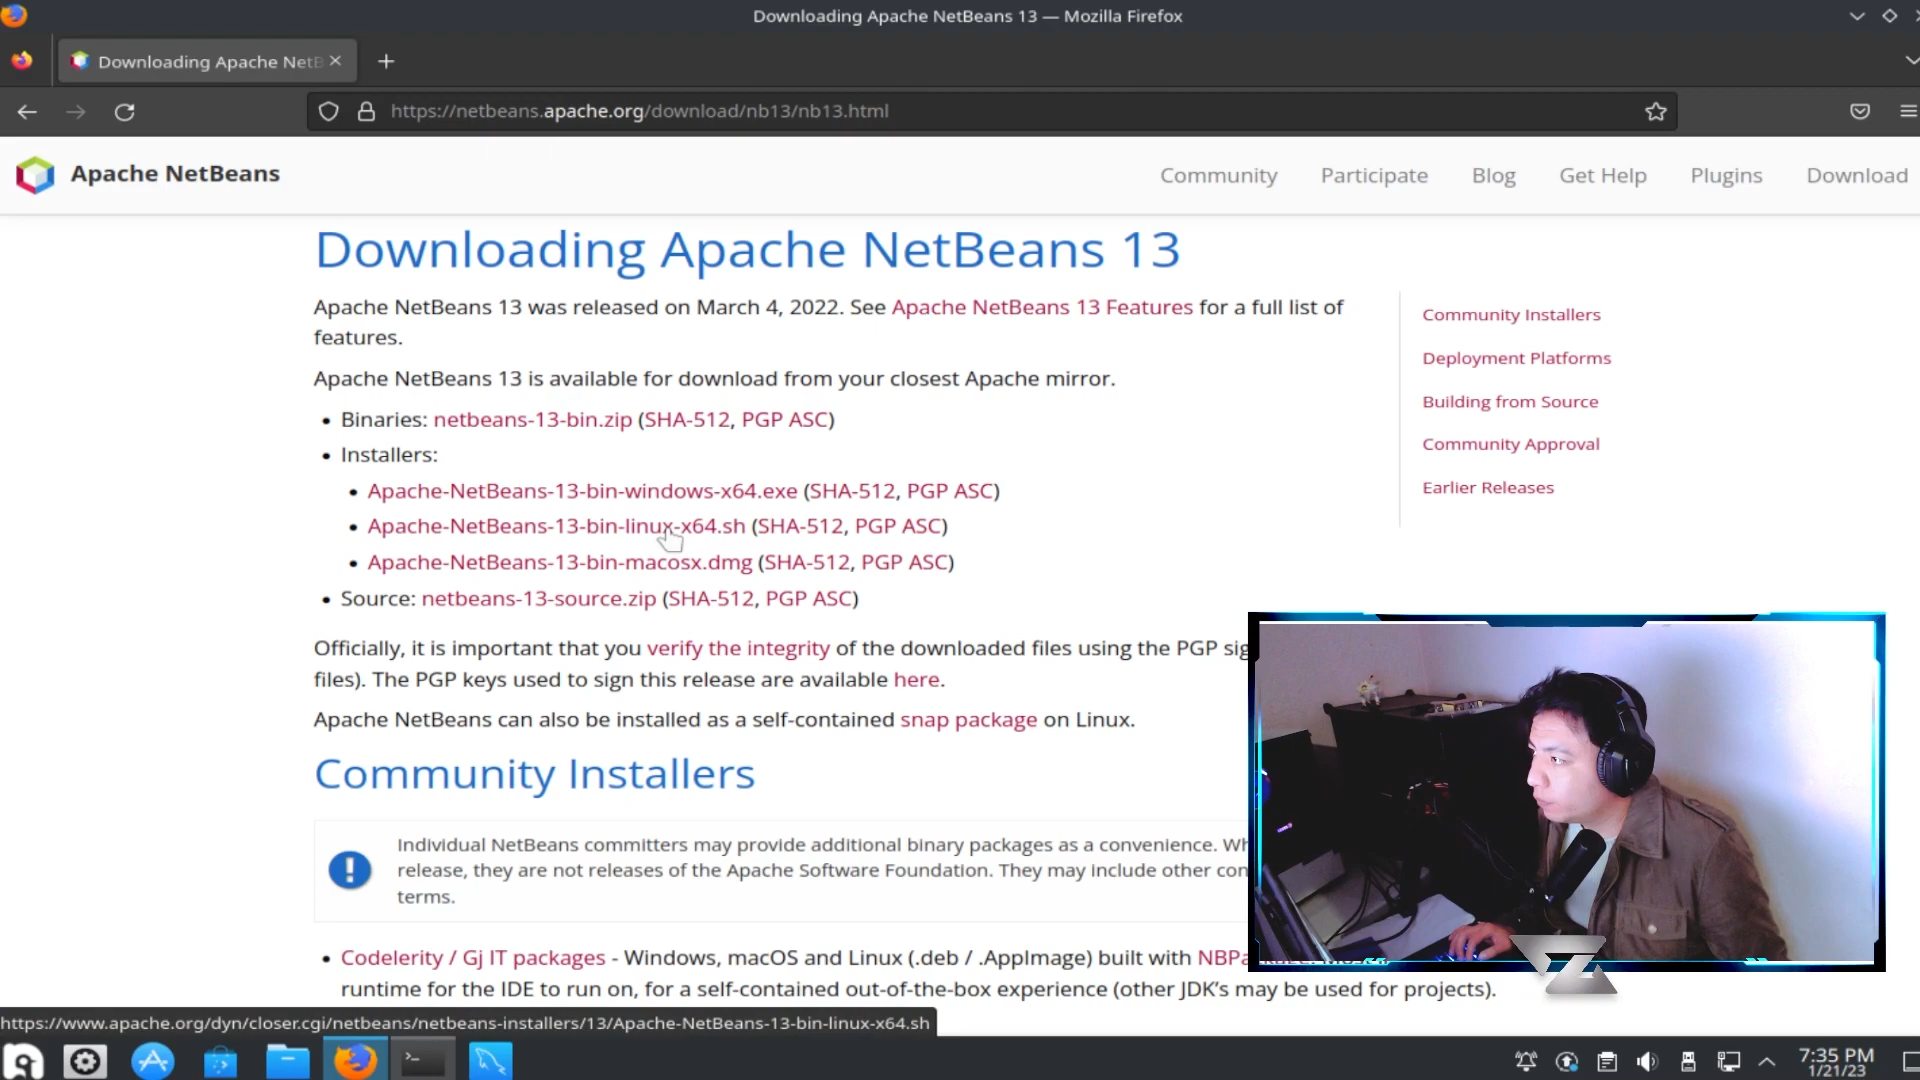 Downloading Apache NetBeans 13 — Mozilla Firefox
Downloading Apache NetB
https://netbeans.apache.org/download/nb13/nb13.html
Apache NetBeans
Community Participate Blog Get Help Plugins Download
Downloading Apache NetBeans 13
Apache NetBeans 13 was released on March 4, 2022. See Apache NetBeans 13 Features for a full list of
features.
Apache NetBeans 13 is available for download from your closest Apache mirror.
• Binaries: netbeans-13-bin.zip (SHA-512, PGP ASC)
• Installers:
• Apache-NetBeans-13-bin-windows-x64.exe (SHA-512, PGP ASC)
• Apache-NetBeans-13-bin-linux-x64.sh (SHA-512, PGP ASC)
• Apache-NetBeans-13-bin-macosx.dmg (SHA-512, PGP ASC)
• Source: netbeans-13-source.zip (SHA-512, PGP ASC)
Officially, it is important that you verify the integrity of the downloaded files using the PGP sig
files). The PGP keys used to sign this release are available here.
Apache NetBeans can also be installed as a self-contained snap package on Linux.
Community Installers
Deployment Platforms
Building from Source
Community Approval
Earlier Releases
Community Installers
Individual NetBeans committers may provide additional binary packages as a convenience. Wh
release, they are not releases of the Apache Software Foundation. They may include other con
terms.
• Codelerity / Gj IT packages - Windows, macOS and Linux (.deb / .AppImage) built with NBPa
runtime for the IDE to run on, for a self-contained out-of-the-box experience (other JDK’s may be used for projects).
https://www.apache.org/dyn/closer.cgi/netbeans/netbeans-installers/13/Apache-NetBeans-13-bin-linux-x64.sh
7:35 PM
1/21/23